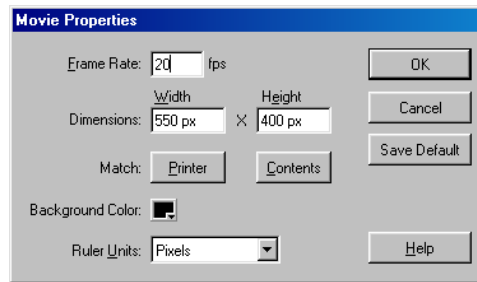 Movie Properties
Frame Rate: 20 fps
OK
Width Height
Dimensions: 550 px X 400 px
Cancel
Save Default
Match: Printer Contents
Background Color:
Ruler Units: Pixels
Help